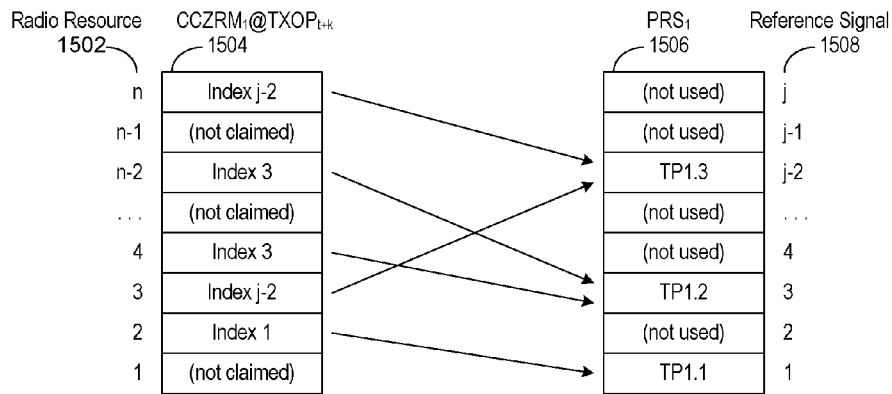 Radio Resource CCZRM₁@TXOPₜ₊ₖ PRS₁ Reference Signal
1502 1504 1506 1508
n Index j-2 (not used) j
n-1 (not claimed) (not used) j-1
n-2 Index 3 TP1.3 j-2
. . . (not claimed) (not used) . . .
4 Index 3 (not used) 4
3 Index j-2 TP1.2 3
2 Index 1 (not used) 2
1 (not claimed) TP1.1 1